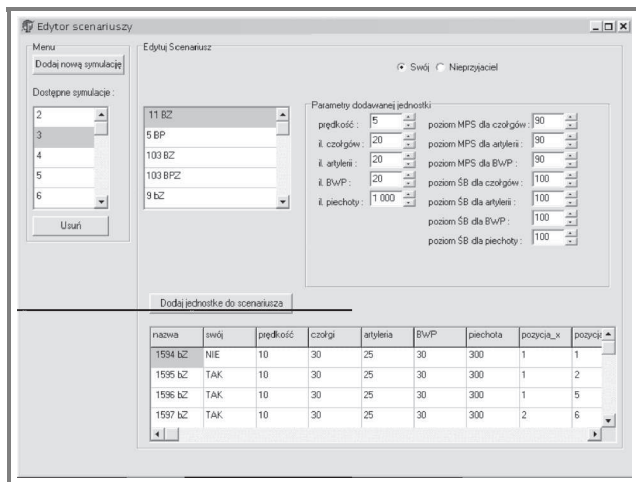 Edytor scenariuszy
Menu
Dodaj nową symulację
Dostępne symulacje :
2
3
4
5
6
Usuń
Edytuj Scenariusz
Swój Nieprzyjaciel
11 BZ
5 BP
103 BZ
103 BPZ
9 bZ
Parametry dodawanej jednostki
prędkość : 5
il. czołgów : 20
il. artylerii : 20
il. BWP : 20
il. piechoty : 1 000
poziom MPS dla czołgów : 90
poziom MPS dla artylerii : 90
poziom MPS dla BWP : 90
poziom ŚB dla czołgów : 100
poziom ŚB dla artylerii : 100
poziom ŚB dla BWP : 100
poziom ŚB dla piechoty : 100
Dodaj jednostke do scenariusza
nazwa swój prędkość czołgi artyleria BWP piechota pozycja_x pozycja
1594 bZ NIE 10 30 25 30 300 1 1
1595 bZ TAK 10 30 25 30 300 1 2
1596 bZ TAK 10 30 25 30 300 1 5
1597 bZ TAK 10 30 25 30 300 2 6